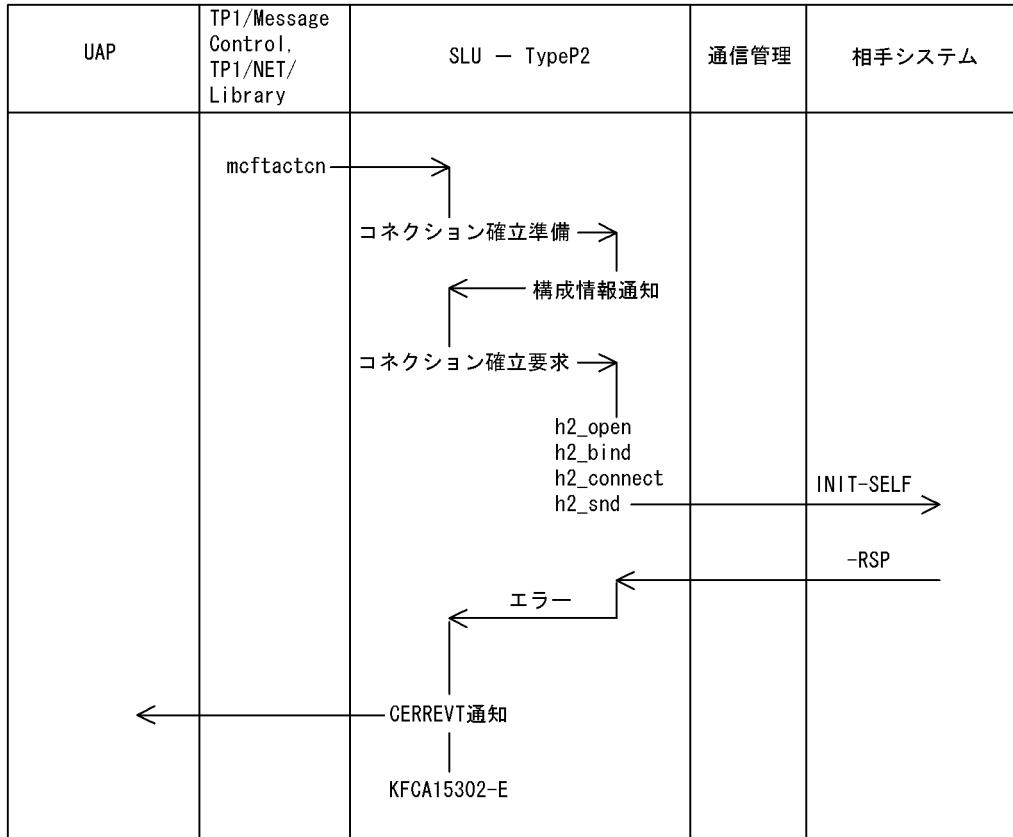 UAP
TP1/Message
Control,
TP1/NET/
Library
SLU － TypeP2
通信管理
相手システム
mcftactcn
コネクション確立準備
構成情報通知
コネクション確立要求
h2_open
h2_bind
h2_connect
h2_snd
INIT-SELF
-RSP
エラー
CERREVT通知
KFCA15302-E